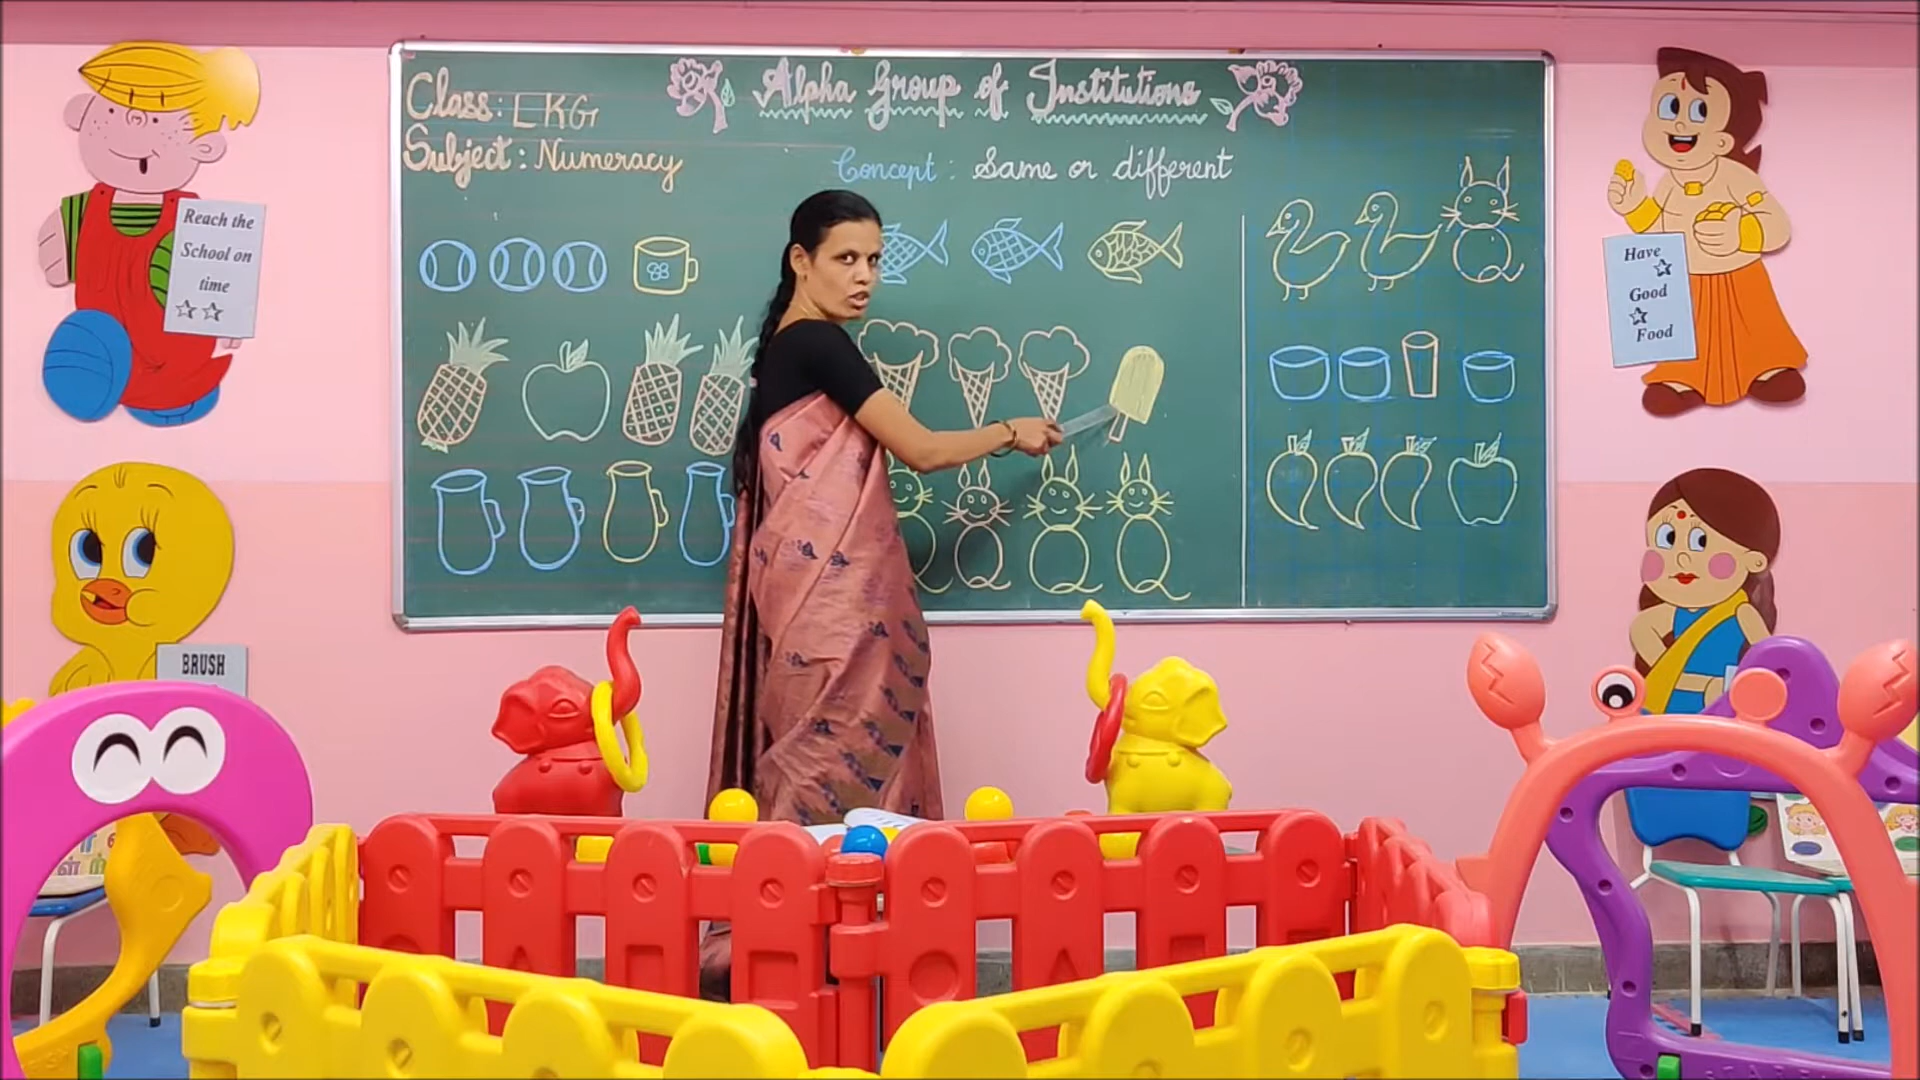 Alpha Group of Institutions
Class: LKG
Subject: Numeracy
Concept: Same or different
Reach the
School on
time
Have
Good
Food
BRUSH